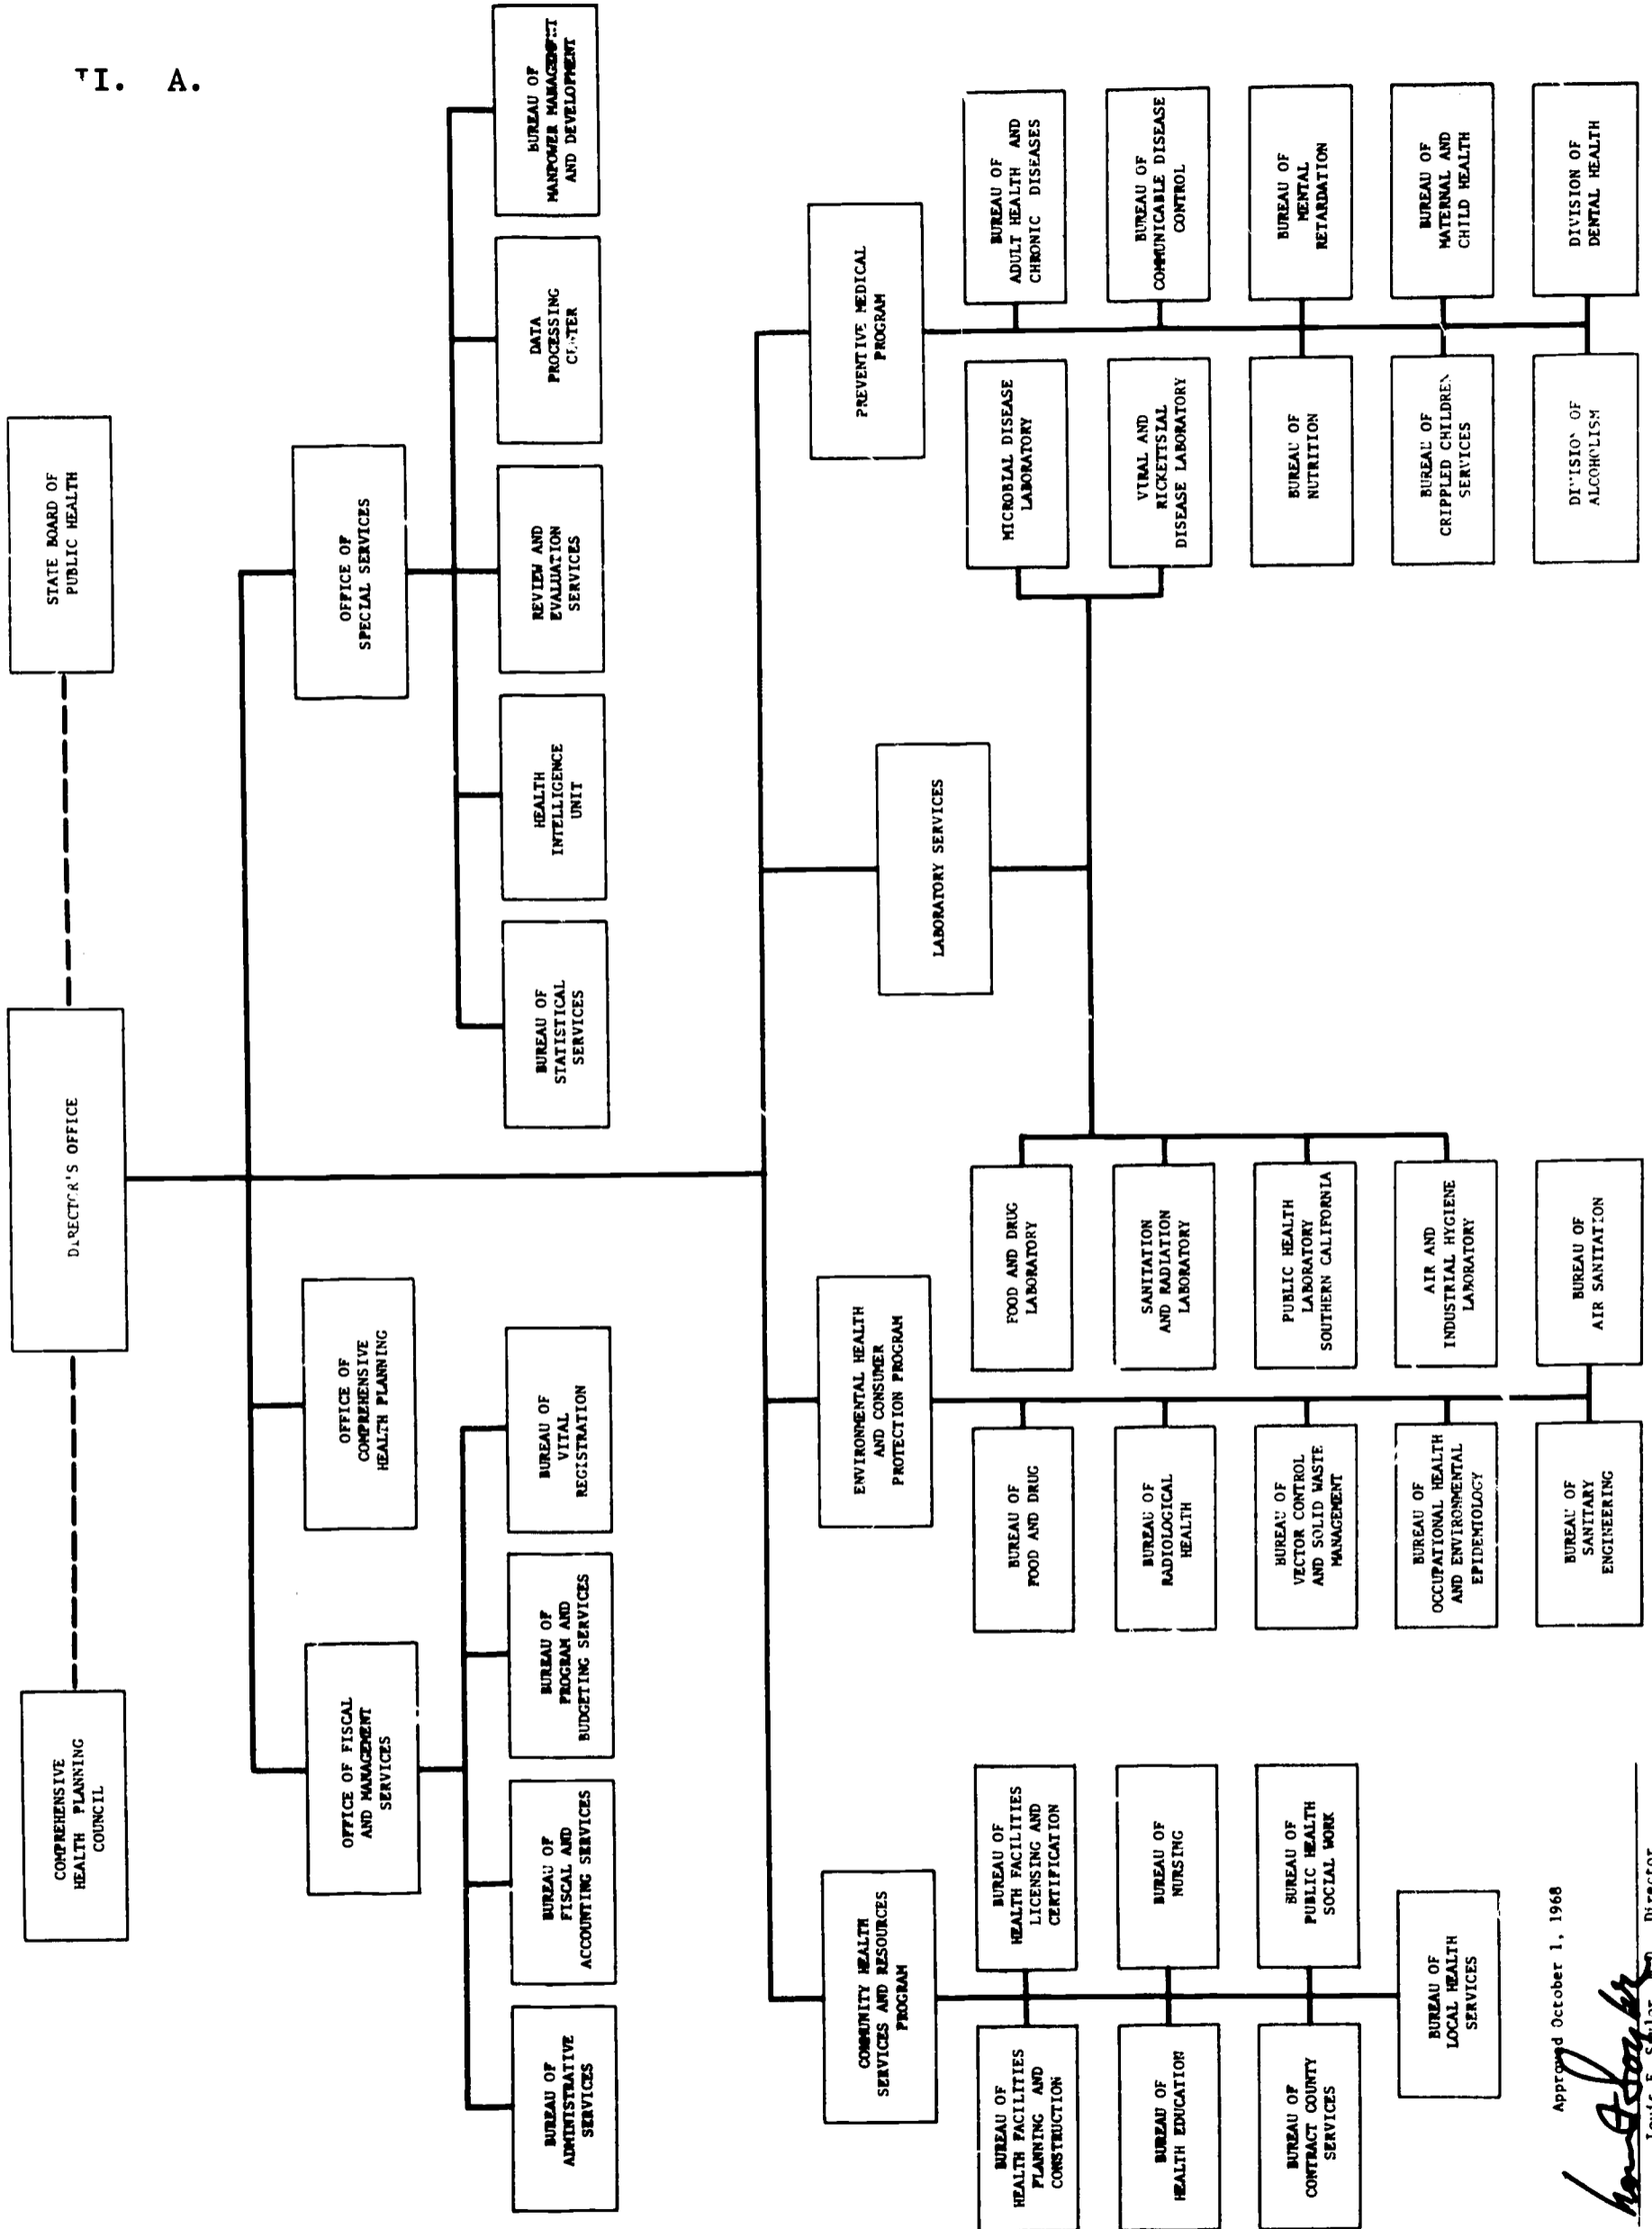 VI. A.
COMPREHENSIVE
HEALTH PLANNING
COUNCIL
DIRECTOR'S OFFICE
STATE BOARD OF
PUBLIC HEALTH
OFFICE OF FISCAL
AND MANAGEMENT
SERVICES
OFFICE OF
COMPREHENSIVE
HEALTH PLANNING
OFFICE OF
SPECIAL SERVICES
BUREAU OF
ADMINISTRATIVE
SERVICES
BUREAU OF
FISCAL AND
ACCOUNTING SERVICES
BUREAU OF
PROGRAM AND
BUDGETING SERVICES
BUREAU OF
VITAL
REGISTRATION
BUREAU OF
STATISTICAL
SERVICES
HEALTH
INTELLIGENCE
UNIT
REVIEW AND
EVALUATION
SERVICES
DATA
PROCESSING
CENTER
BUREAU OF
MANPOWER MANAGEMENT
AND DEVELOPMENT
COMMUNITY HEALTH
SERVICES AND RESOURCES
PROGRAM
ENVIRONMENTAL HEALTH
AND CONSUMER
PROTECTION PROGRAM
LABORATORY SERVICES
PREVENTIVE MEDICAL
PROGRAM
BUREAU OF
HEALTH FACILITIES
PLANNING AND
CONSTRUCTION
BUREAU OF
HEALTH FACILITIES
LICENSING AND
CERTIFICATION
BUREAU OF
HEALTH EDUCATION
BUREAU OF
NURSING
BUREAU OF
CONTRACT COUNTY
SERVICES
BUREAU OF
PUBLIC HEALTH
SOCIAL WORK
BUREAU OF
LOCAL HEALTH
SERVICES
BUREAU OF
FOOD AND DRUG
FOOD AND DRUG
LABORATORY
BUREAU OF
RADIOLOGICAL
HEALTH
SANITATION
AND RADIATION
LABORATORY
BUREAU OF
VECTOR CONTROL
AND SOLID WASTE
MANAGEMENT
PUBLIC HEALTH
LABORATORY
SOUTHERN CALIFORNIA
BUREAU OF
OCCUPATIONAL HEALTH
AND ENVIRONMENTAL
EPIDEMIOLOGY
AIR AND
INDUSTRIAL HYGIENE
LABORATORY
BUREAU OF
SANITARY
ENGINEERING
BUREAU OF
AIR SANITATION
MICROBIAL DISEASE
LABORATORY
BUREAU OF
ADULT HEALTH AND
CHRONIC DISEASES
VIRAL AND
RICKETTSIAL
DISEASE LABORATORY
BUREAU OF
COMMUNICABLE DISEASE
CONTROL
BUREAU OF
NUTRITION
BUREAU OF
MENTAL
RETARDATION
BUREAU OF
CRIPPLED CHILDREN
SERVICES
BUREAU OF
MATERNAL AND
CHILD HEALTH
DIVISION OF
ALCOHOLISM
DIVISION OF
DENTAL HEALTH
Approved October 1, 1968
Director